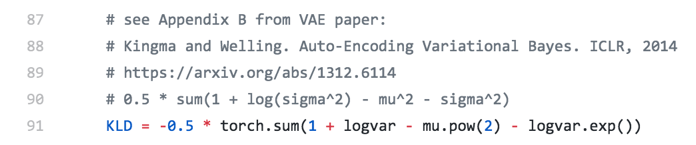 87 # see Appendix B from VAE paper:
88 # Kingma and Welling. Auto-Encoding Variational Bayes. ICLR, 2014
89 # https://arxiv.org/abs/1312.6114
90 # 0.5 * sum(1 + log(sigma^2) - mu^2 - sigma^2)
91 KLD = -0.5 * torch.sum(1 + logvar - mu.pow(2) - logvar.exp())